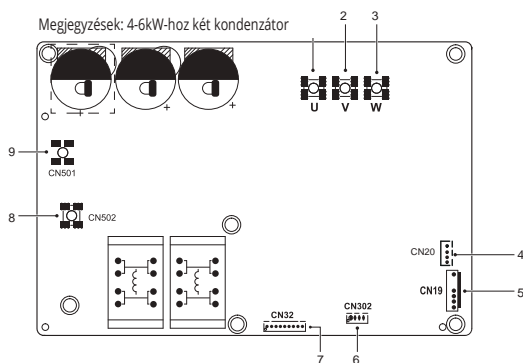 Megjegyzések: 4-6kW-hoz két kondenzátor
2
3
U
V
W
9
CN501
8
CN502
CN20
4
CN19
5
CN302
CN32
7
6